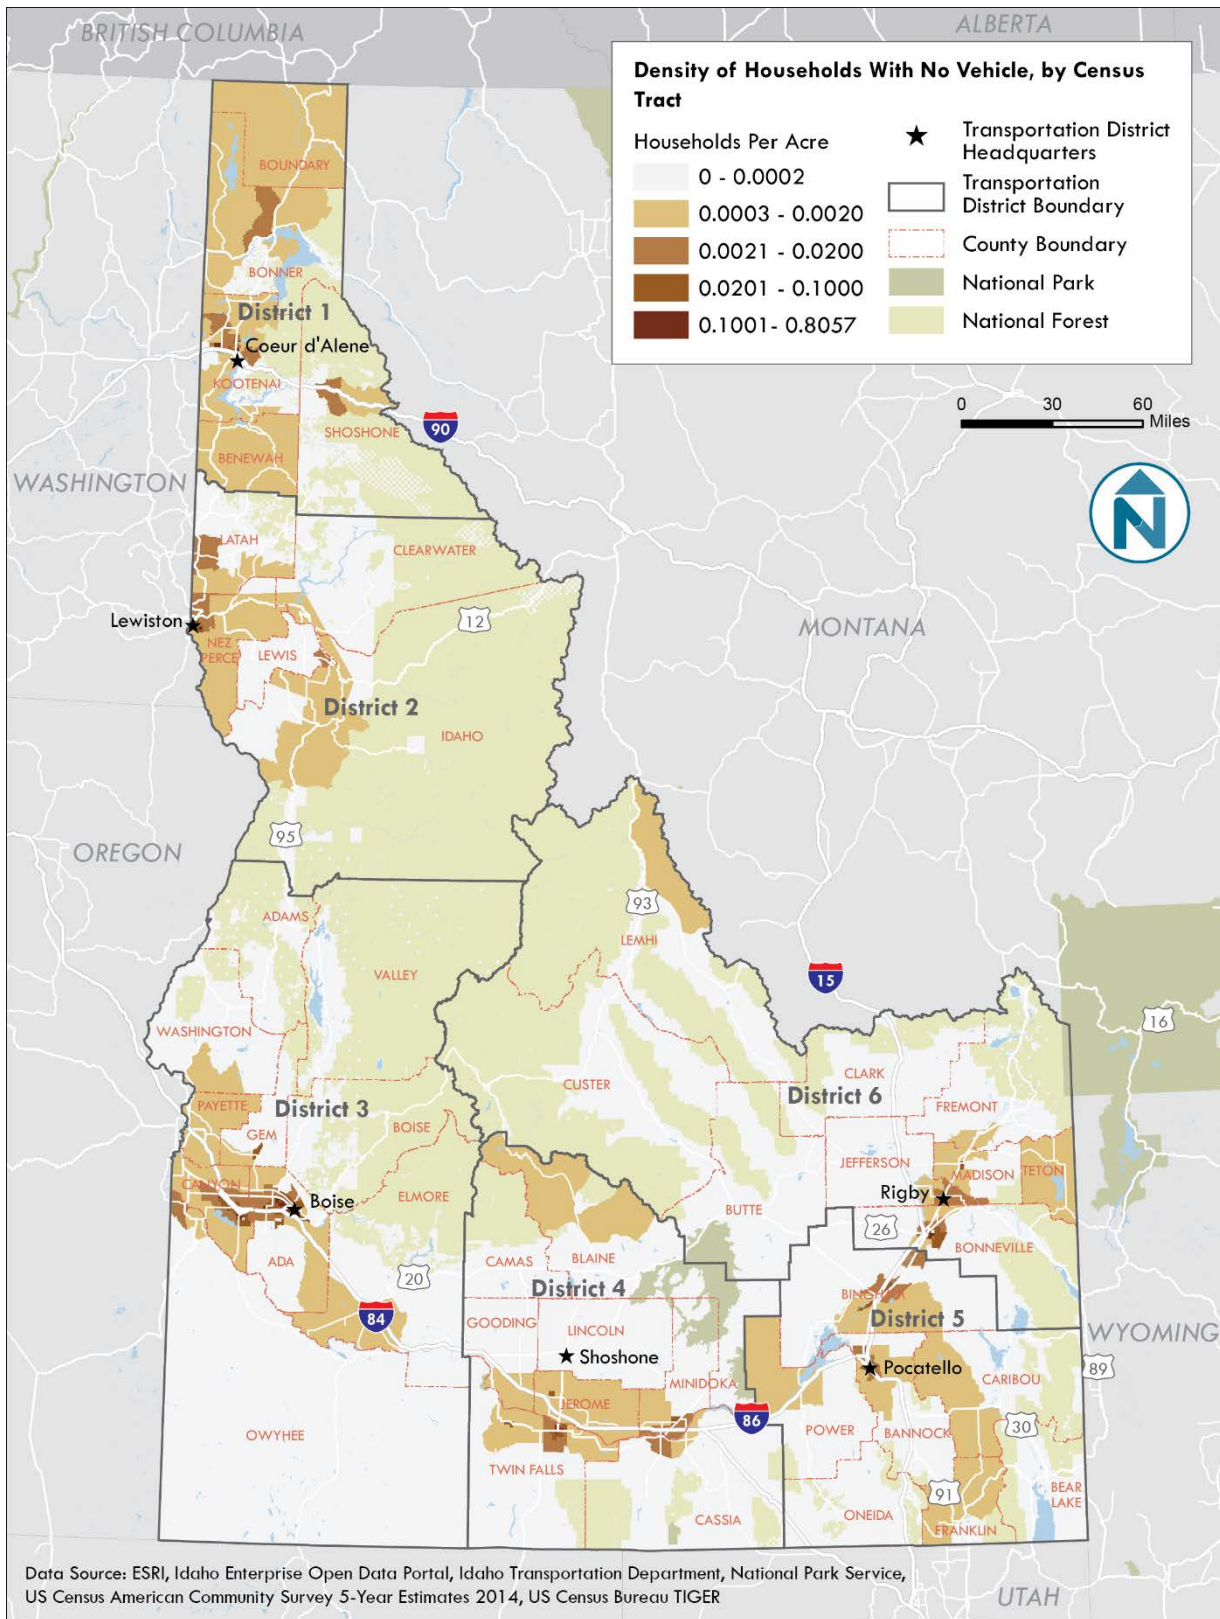 BRITISH COLUMBIA
ALBERTA
Density of Households With No Vehicle, by Census
Tract
Households Per Acre
0 - 0.0002
0.0003 - 0.0020
0.0021 - 0.0200
0.0201 - 0.1000
0.1001- 0.8057
Transportation District
Headquarters
Transportation
District Boundary
County Boundary
National Park
National Forest
0 30 60
Miles
N
BOUNDARY
BONNER
District 1
Coeur d'Alene
KOOTENAI
90
SHOSHONE
BENEWAH
WASHINGTON
LATAH
CLEARWATER
Lewiston
12
NEZ
PERCE
LEWIS
MONTANA
District 2
IDAHO
95
OREGON
93
ADAMS
LEMHI
VALLEY
15
16
WASHINGTON
CLARK
CUSTER
District 6
FREMONT
PAYETTE
District 3
BOISE
GEM
JEFFERSON
MADISON
TETON
CANYON
Boise
ELMORE
Rigby
BUTTE
26
BONNEVILLE
ADA
20
CAMAS
BLAINE
District 4
BINGHAM
District 5
84
GOODING
LINCOLN
WYOMING
Shoshone
Pocatello
89
MINIDOKA
CARIBOU
JEROME
86
POWER
BANNOCK
30
OWYHEE
TWIN FALLS
91
BEAR
LAKE
CASSIA
ONEIDA
FRANKLIN
Data Source: ESRI, Idaho Enterprise Open Data Portal, Idaho Transportation Department, National Park Service,
US Census American Community Survey 5-Year Estimates 2014, US Census Bureau TIGER
UTAH